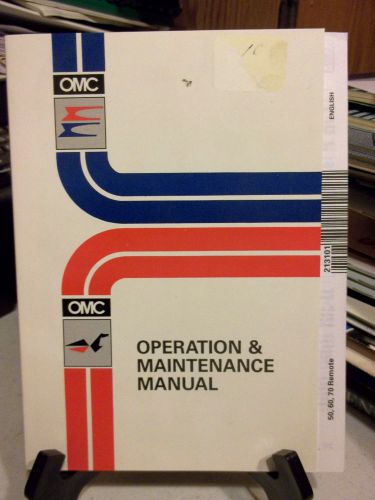 OMC
OMC
OPERATION &
MAINTENANCE
MANUAL
ENGLISH
213101
50, 60, 70 Remote